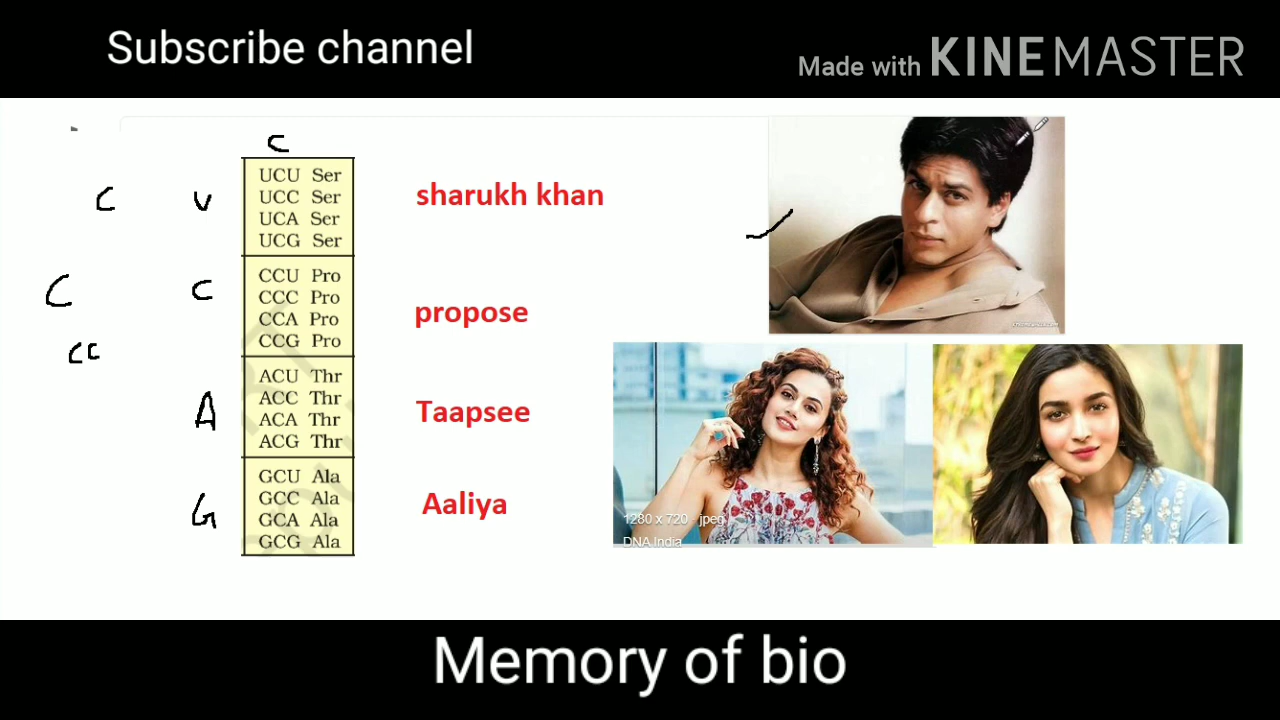 Subscribe channel
Made with KINEMASTER
C
C
U
UCU Ser
UCC Ser
UCA Ser
UCG Ser
sharukh khan
C
C
CC
CCU Pro
CCC Pro
CCA Pro
CCG Pro
propose
A
ACU Thr
ACC Thr
ACA Thr
ACG Thr
Taapsee
G
GCU Ala
GCC Ala
GCA Ala
GCG Ala
Aaliya
1280 x 720 - jpeg
DNA India
Memory of bio